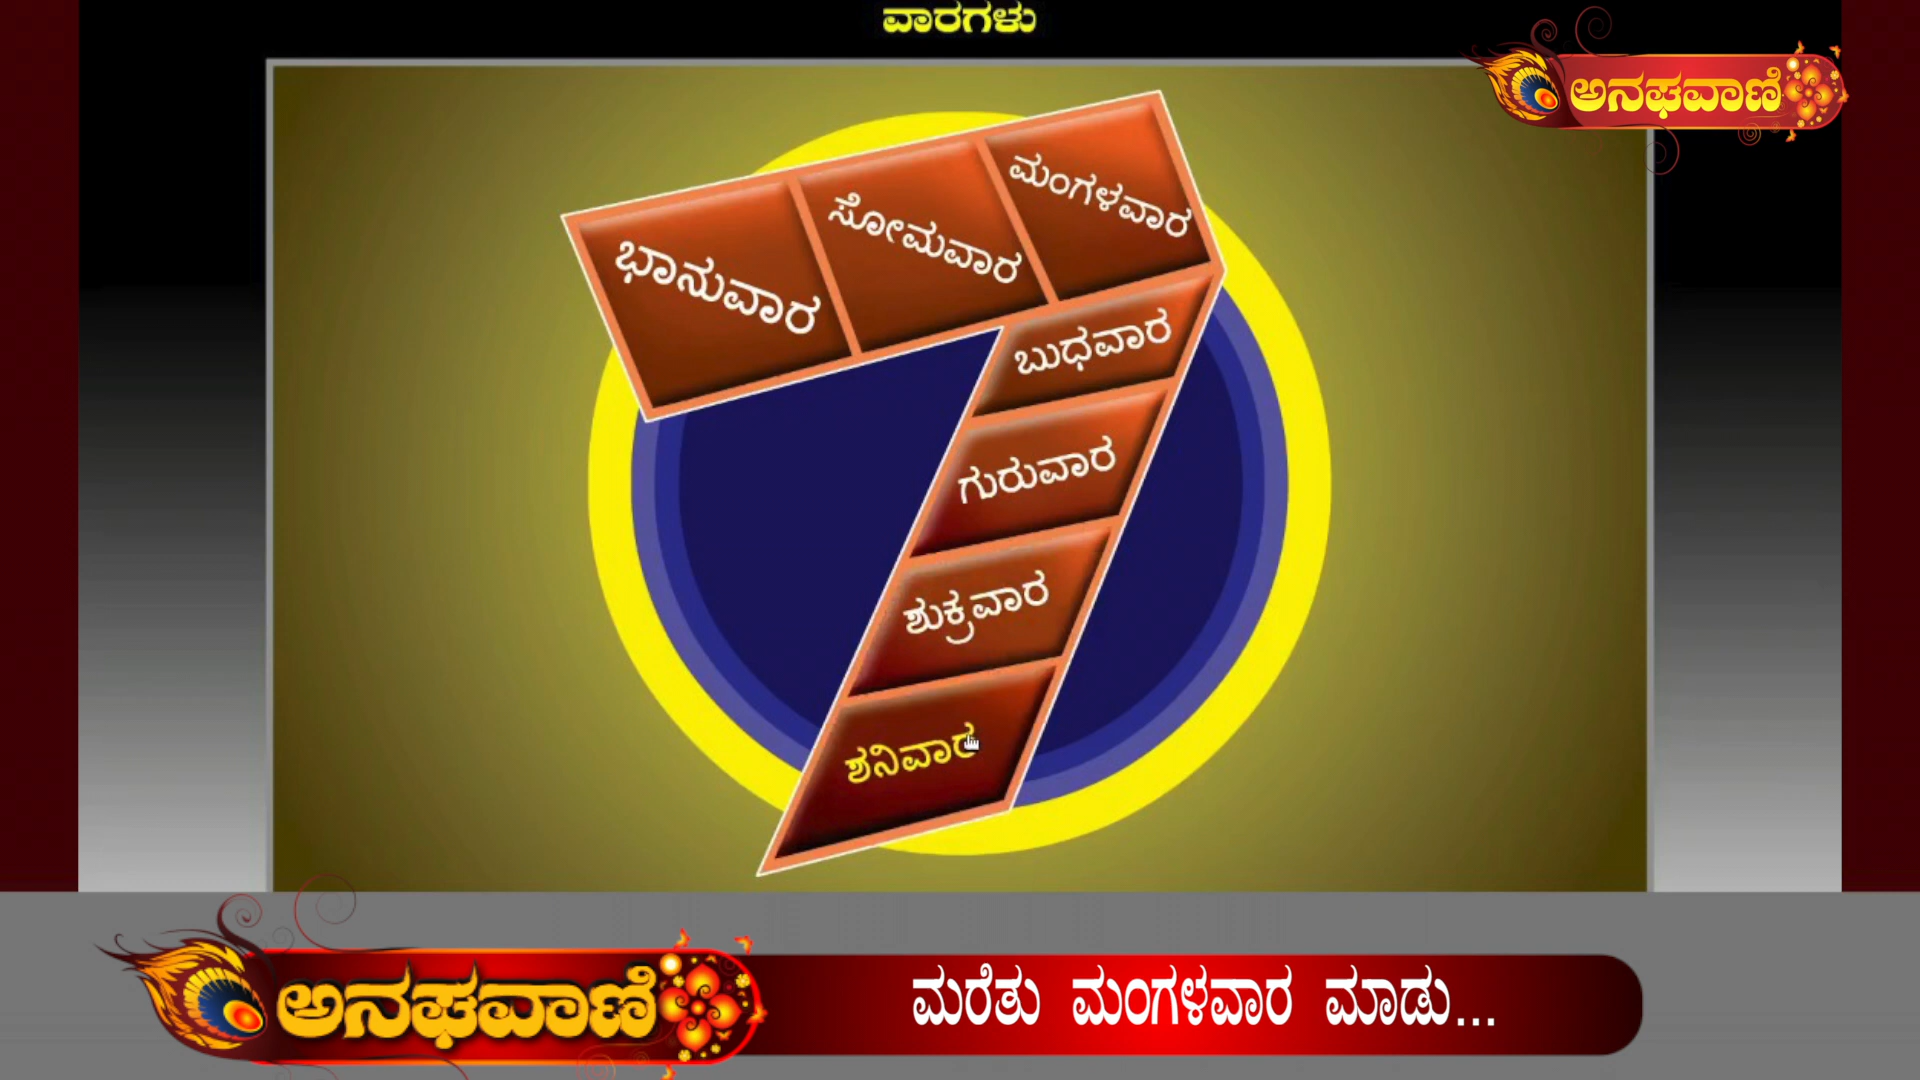 ವಾರಗಳು
ಅನಘವಾಣಿ
ಭಾನುವಾರ
ಸೋಮವಾರ
ಮಂಗಳವಾರ
ಬುಧವಾರ
ಗುರುವಾರ
ಶುಕ್ರವಾರ
ಶನಿವಾರ
ಅನಘವಾಣಿ
ಮರೆತು ಮಂಗಳವಾರ ಮಾಡು...